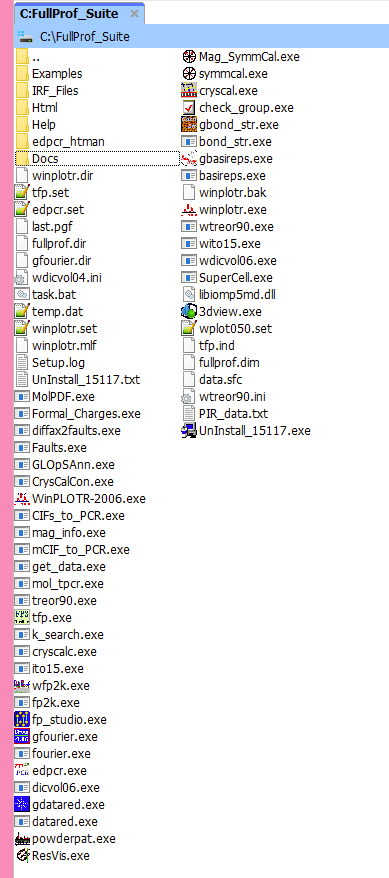 C:FullProf_Suite
C:\FullProf_Suite
..
Examples
IRF_Files
Html
Help
edpcr_htman
Docs
winplotr.dir
tfp.set
edpcr.set
last.pgf
fullprof.dir
gfourier.dir
wdicvol04.ini
task.bat
temp.dat
winplotr.set
winplotr.mlf
Setup.log
UnInstall_15117.txt
MolPDF.exe
Formal_Charges.exe
diffax2faults.exe
Faults.exe
GLOpSAnn.exe
CrysCalCon.exe
WinPLOTR-2006.exe
CIFs_to_PCR.exe
mag_info.exe
mCIF_to_PCR.exe
get_data.exe
mol_tpcr.exe
treor90.exe
tfp.exe
k_search.exe
cryscalc.exe
ito15.exe
wfp2k.exe
fp2k.exe
fp_studio.exe
gfourier.exe
fourier.exe
edpcr.exe
dicvol06.exe
gdatared.exe
datared.exe
powderpat.exe
ResVis.exe
Mag_SymmCal.exe
symmcal.exe
cryscal.exe
check_group.exe
gbond_str.exe
bond_str.exe
gbasireps.exe
basireps.exe
winplotr.bak
winplotr.exe
wtreor90.exe
wito15.exe
wdicvol06.exe
SuperCell.exe
libiomp5md.dll
3dview.exe
wplot050.set
tfp.ind
fullprof.dim
data.sfc
wtreor90.ini
PIR_data.txt
UnInstall_15117.exe